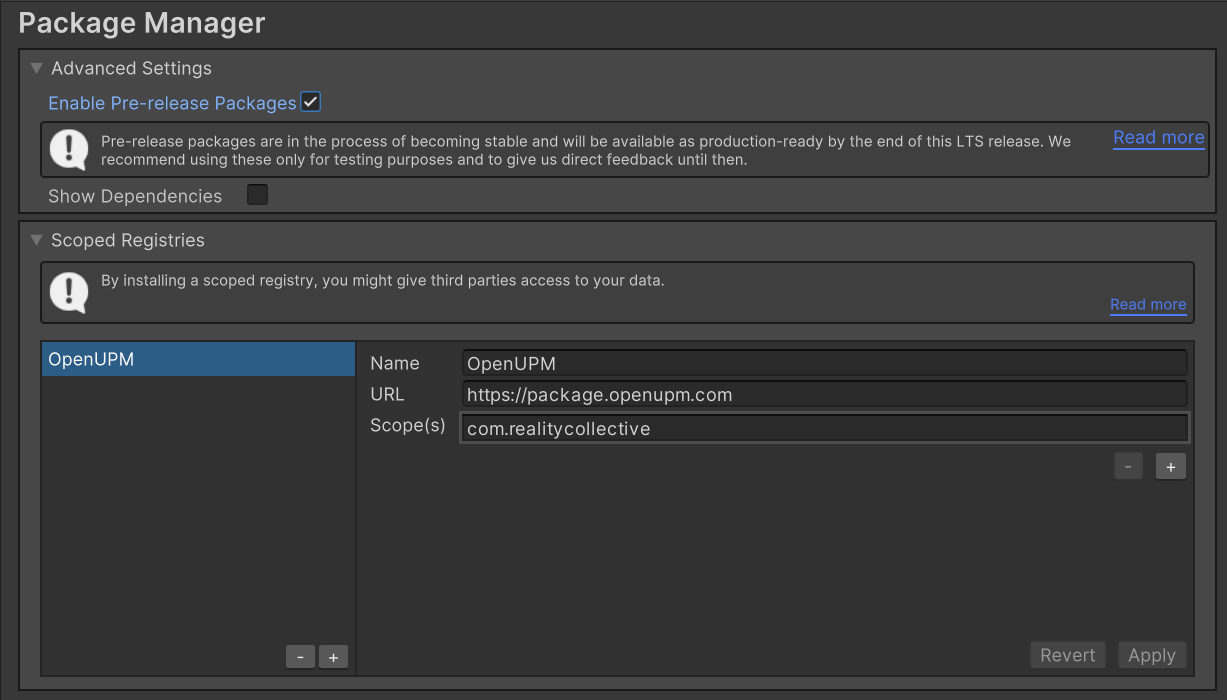 Package Manager
Advanced Settings
Enable Pre-release Packages
Pre-release packages are in the process of becoming stable and will be available as production-ready by the end of this LTS release. We
recommend using these only for testing purposes and to give us direct feedback until then.
Read more
Show Dependencies
Scoped Registries
By installing a scoped registry, you might give third parties access to your data.
Read more
OpenUPM
Name OpenUPM
URL https://package.openupm.com
Scope(s) com.realitycollective
- +
- +
Revert Apply